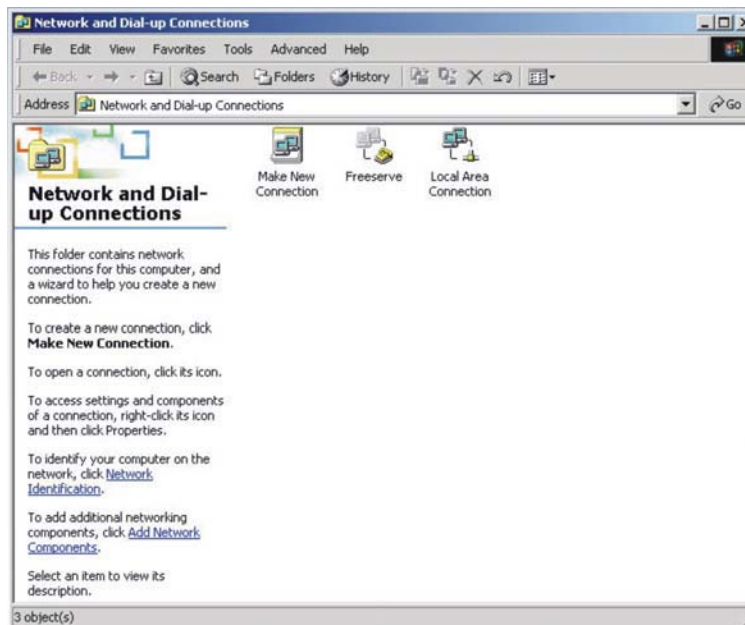 Network and Dial-up Connections
File Edit View Favorites Tools Advanced Help
Back Search Folders History
Address Network and Dial-up Connections Go
Network and Dial-
up Connections
This folder contains network
connections for this computer, and
a wizard to help you create a new
connection.
To create a new connection, click
Make New Connection.
To open a connection, click its icon.
To access settings and components
of a connection, right-click its icon
and then click Properties.
To identify your computer on the
network, click Network
Identification.
To add additional networking
components, click Add Network
Components.
Select an item to view its
description.
Make New
Connection
Freeserve
Local Area
Connection
3 object(s)